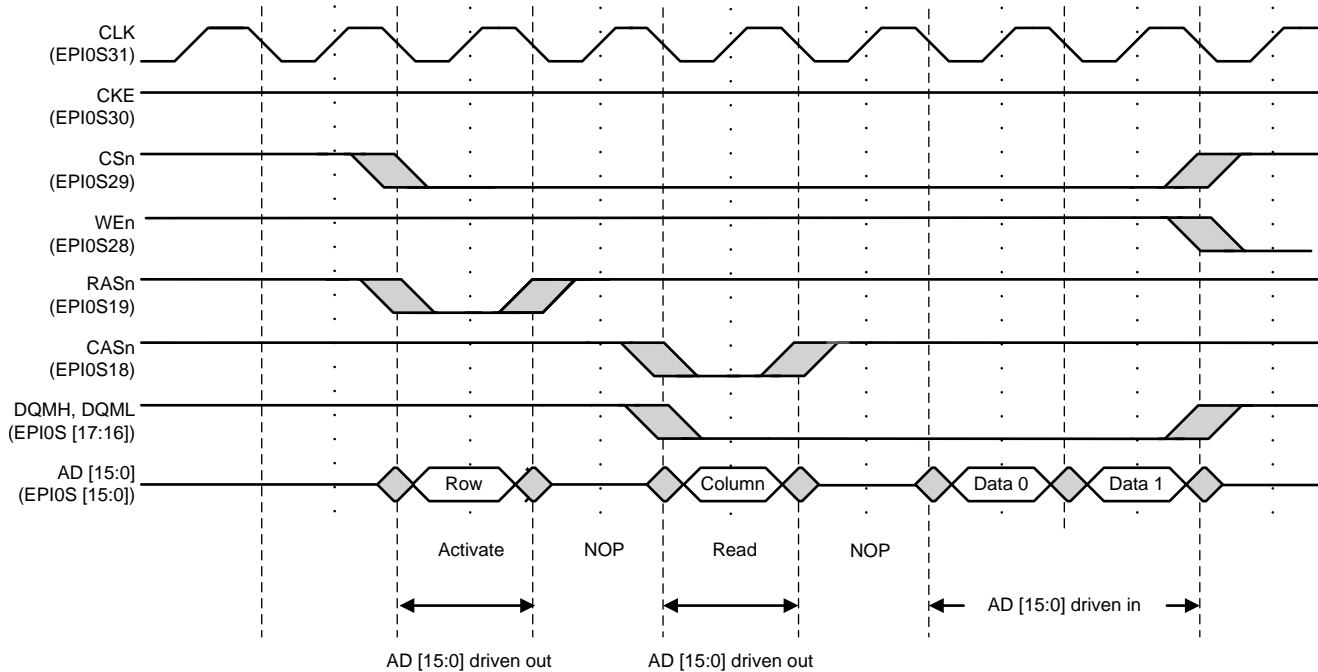 CLK
(EPI0S31)
CKE
(EPI0S30)
CSn
(EPI0S29)
WEn
(EPI0S28)
RASn
(EPI0S19)
CASn
(EPI0S18)
DQMH, DQML
(EPI0S [17:16])
AD [15:0]
(EPI0S [15:0])
Row
Column
Data 0
Data 1
Activate
NOP
Read
NOP
AD [15:0] driven in
AD [15:0] driven out
AD [15:0] driven out